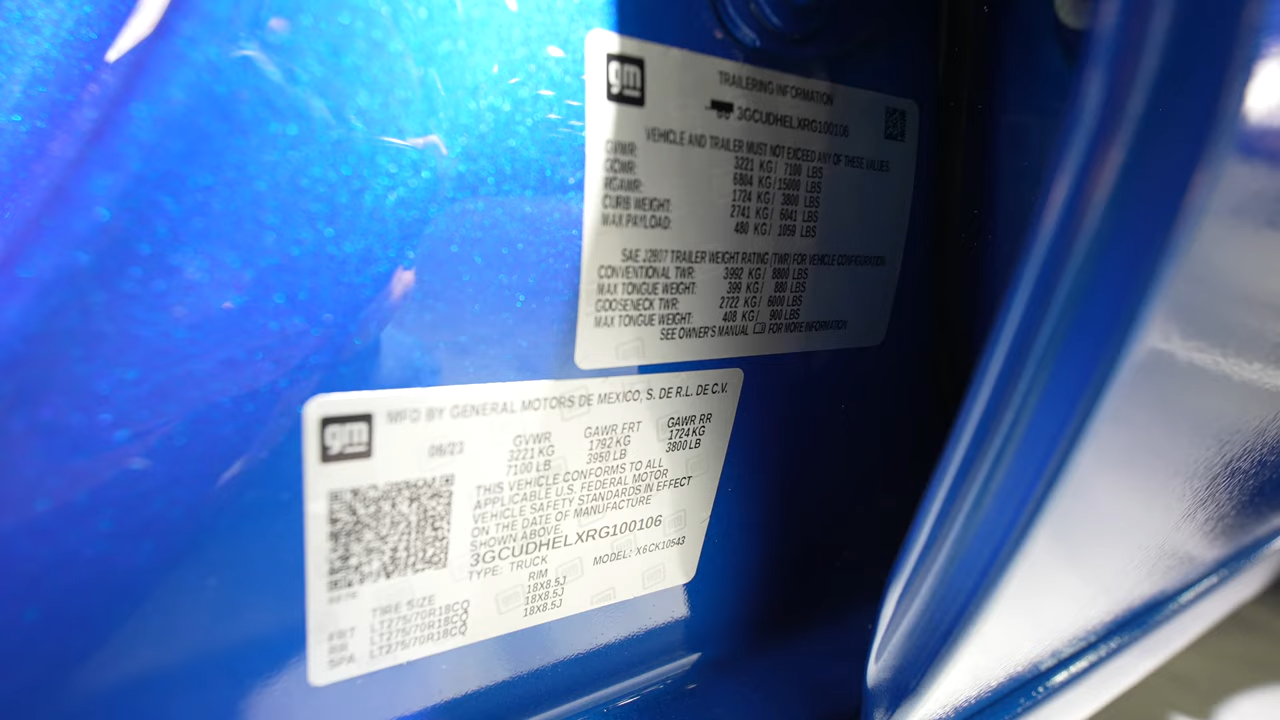 gm
TRAILERING INFORMATION
3GCUDHELXRG100106
VEHICLE AND TRAILER MUST NOT EXCEED ANY OF THESE VALUES.
GVWR: 3221 KG/ 7100 LBS
GCWR: 6804 KG/15000 LBS
RGAWR: 1724 KG/ 3800 LBS
CURB WEIGHT: 2741 KG/ 6041 LBS
MAX PAYLOAD: 480 KG/ 1059 LBS
SAE J2807 TRAILER WEIGHT RATING (TWR) FOR VEHICLE CONFIGURATION:
CONVENTIONAL TWR: 3992 KG/ 8800 LBS
MAX TONGUE WEIGHT: 399 KG/ 880 LBS
GOOSENECK TWR: 2722 KG/ 6000 LBS
MAX TONGUE WEIGHT: 408 KG/ 900 LBS
SEE OWNER'S MANUAL FOR MORE INFORMATION
gm
MFD BY GENERAL MOTORS DE MEXICO, S. DE R.L. DE C.V.
06/23 GVWR GAWR FRT GAWR RR
3221 KG 1792 KG 1724 KG
7100 LB 3950 LB 3800 LB
THIS VEHICLE CONFORMS TO ALL
APPLICABLE U.S. FEDERAL MOTOR
VEHICLE SAFETY STANDARDS IN EFFECT
ON THE DATE OF MANUFACTURE
SHOWN ABOVE.
3GCUDHELXRG100106
TYPE: TRUCK MODEL: X6CK10543
TIRE SIZE RIM
FRT LT275/70R18CQ 18X8.5J
RR LT275/70R18CQ 18X8.5J
SPA LT275/70R18CQ 18X8.5J